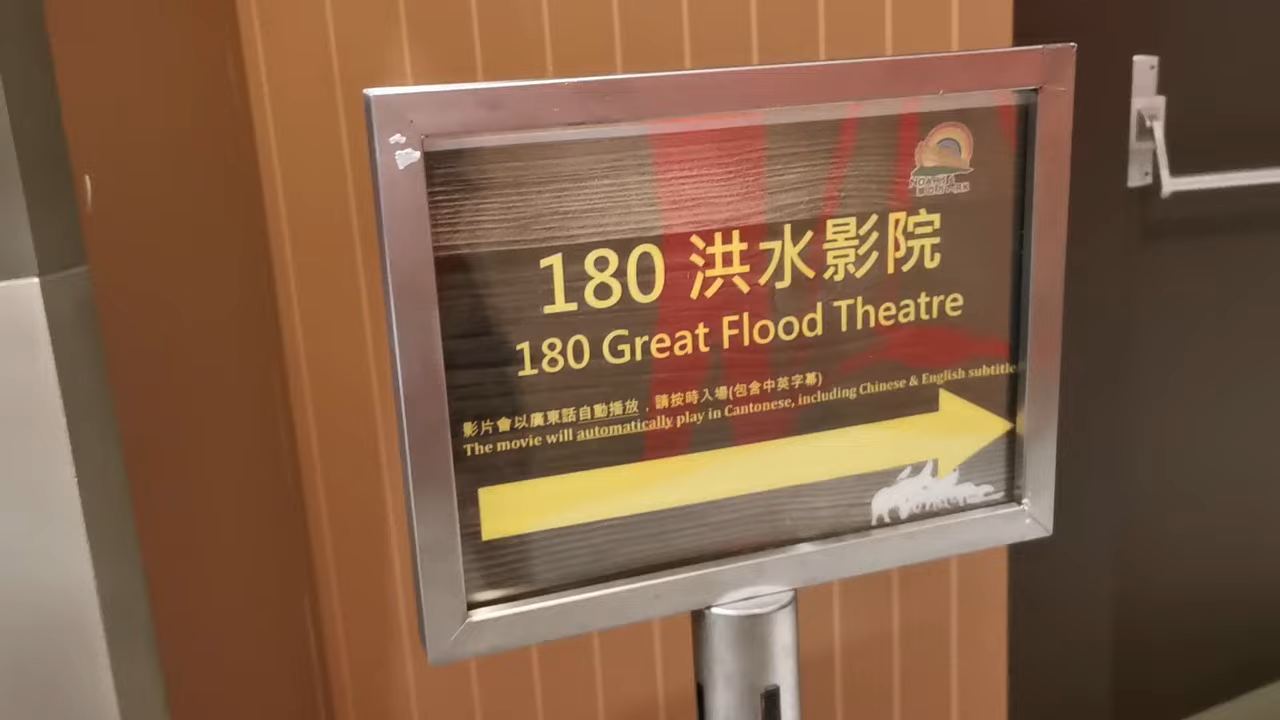 180 洪水影院
180 Great Flood Theatre
影片會以廣東話自動播放，請按時入場(包含中英字幕)
The movie will automatically play in Cantonese, including Chinese & English subtitle